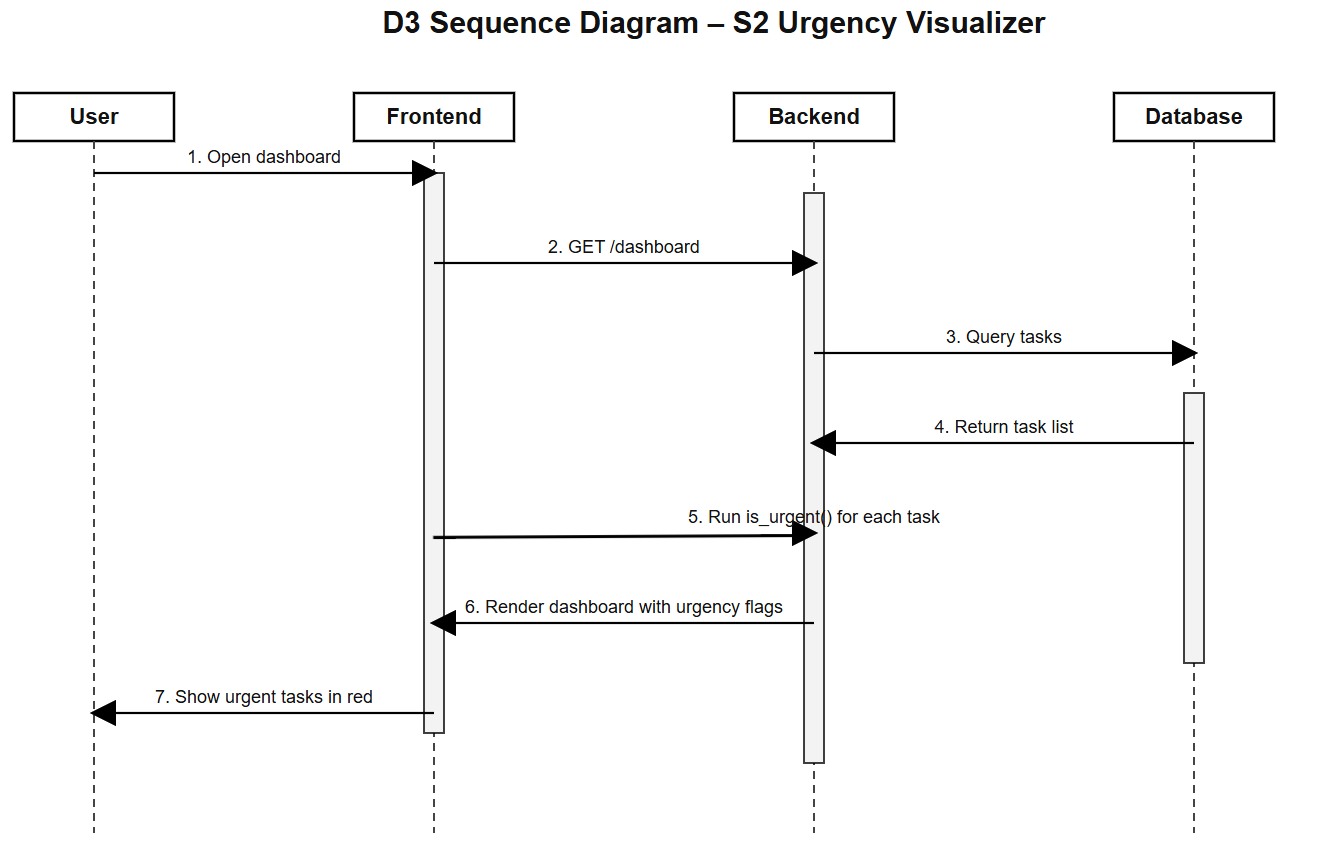 D3 Sequence Diagram – S2 Urgency Visualizer
User
Frontend
Backend
Database
1. Open dashboard
2. GET /dashboard
3. Query tasks
4. Return task list
5. Run is_urgent() for each task
6. Render dashboard with urgency flags
7. Show urgent tasks in red